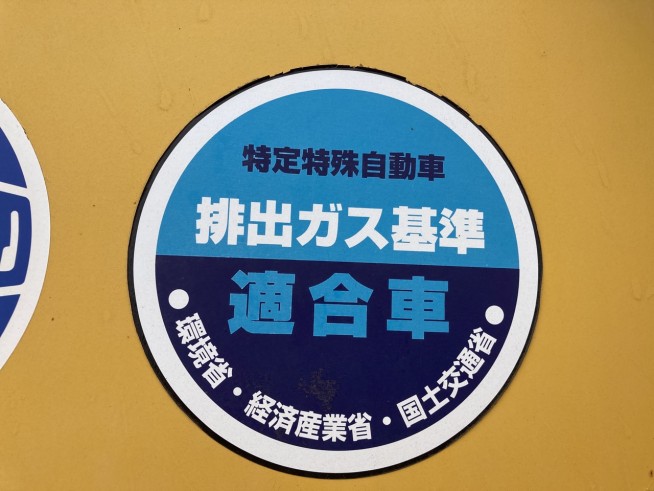 特定特殊自動車
排出ガス基準
適合車
●環境省・経済産業省・国土交通省●